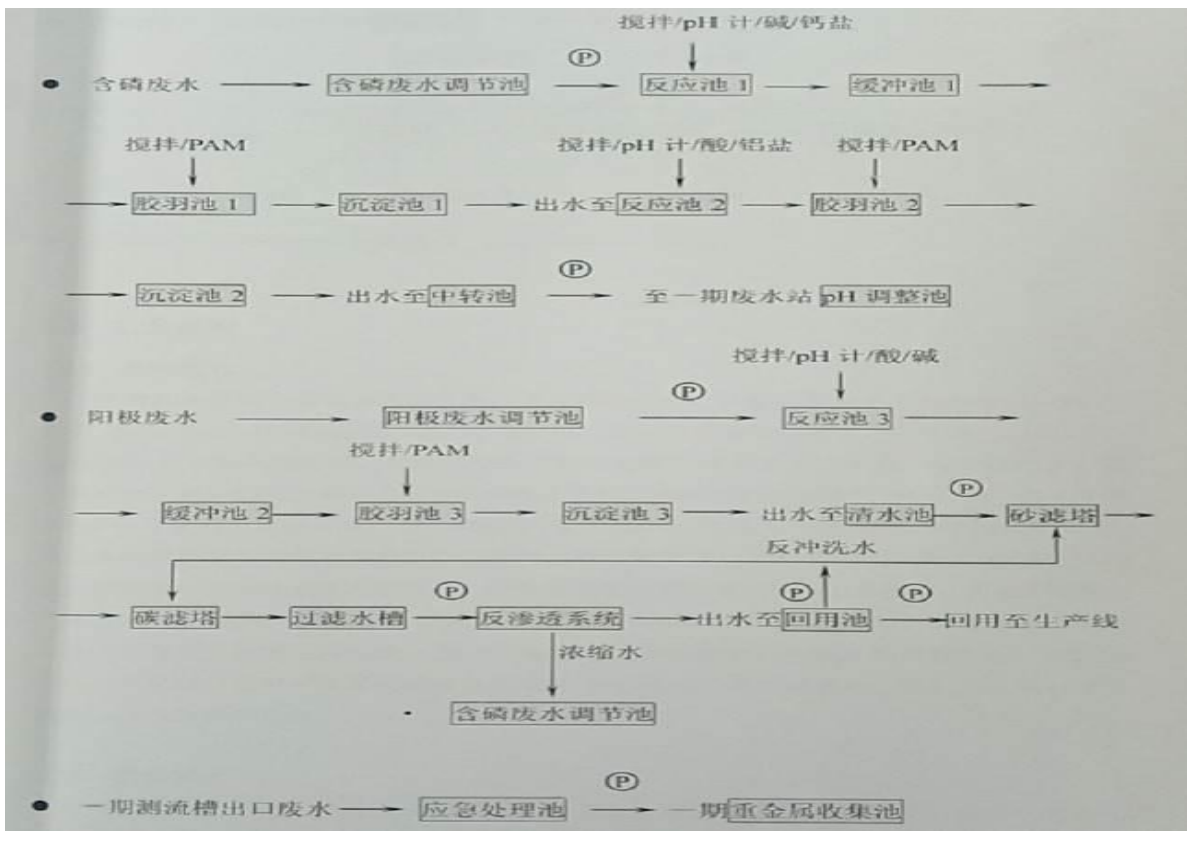 搅拌/pH 计/碱/钙盐
P
● 含磷废水 含磷废水调节池 反应池 1 缓冲池 1
搅拌/PAM 搅拌/pH 计/酸/铝盐 搅拌/PAM
胶羽池 1 沉淀池 1 出水至反应池 2 胶羽池 2
P
沉淀池 2 出水至中转池 至一期废水站 pH 调整池
搅拌/pH 计/酸/碱
P
● 阳极废水 阳极废水调节池 反应池 3
搅拌/PAM
P
缓冲池 2 胶羽池 3 沉淀池 3 出水至清水池 砂滤塔
反冲洗水
P P P
碳滤塔 过滤水槽 反渗透系统 出水至回用池 回用至生产线
浓缩水
含磷废水调节池
P
● 一期测流槽出口废水 应急处理池 一期重金属收集池